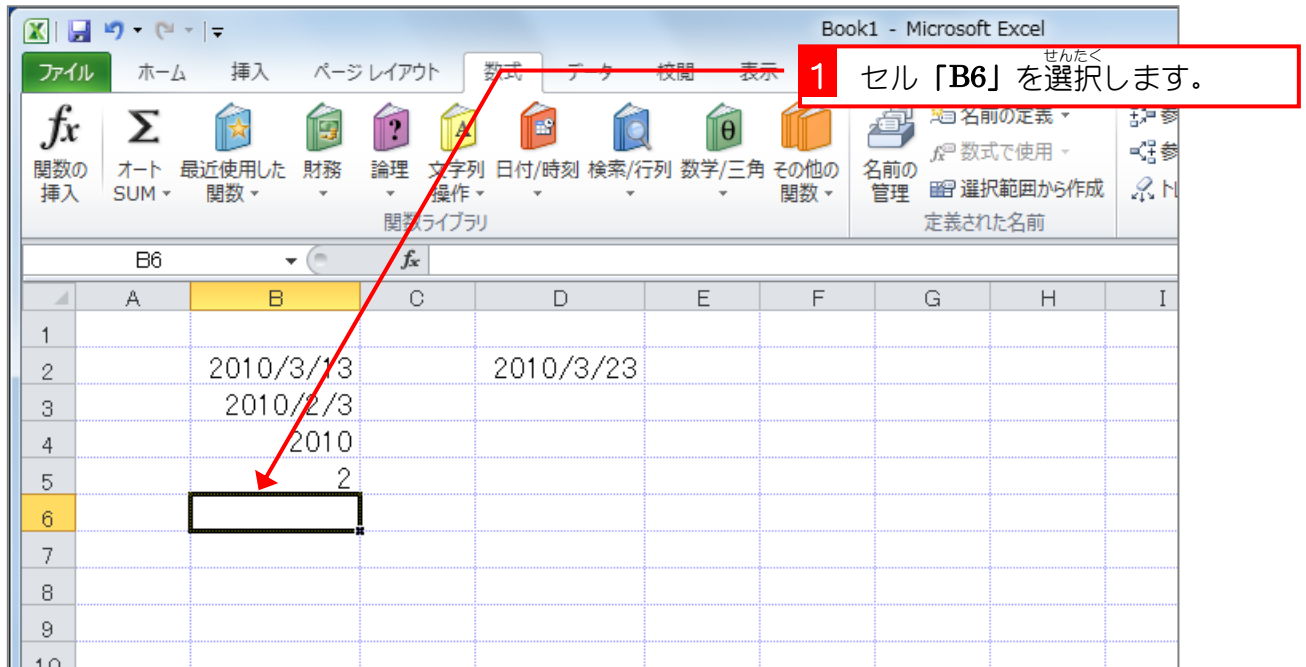 Book1 - Microsoft Excel
ファイル ホーム 挿入 ページ レイアウト 数式 データ 校閲 表示
せんたく
1 セル「B6」を選択します。
関数の挿入
オート SUM
最近使用した関数
財務
論理
文字列操作
日付/時刻
検索/行列
数学/三角
その他の関数
関数ライブラリ
名前の管理
名前の定義
数式で使用
選択範囲から作成
定義された名前
参
参
ト
B6 fx
A B C D E F G H I
1
2 2010/3/13 2010/3/23
3 2010/2/3
4 2010
5 2
6
7
8
9
10